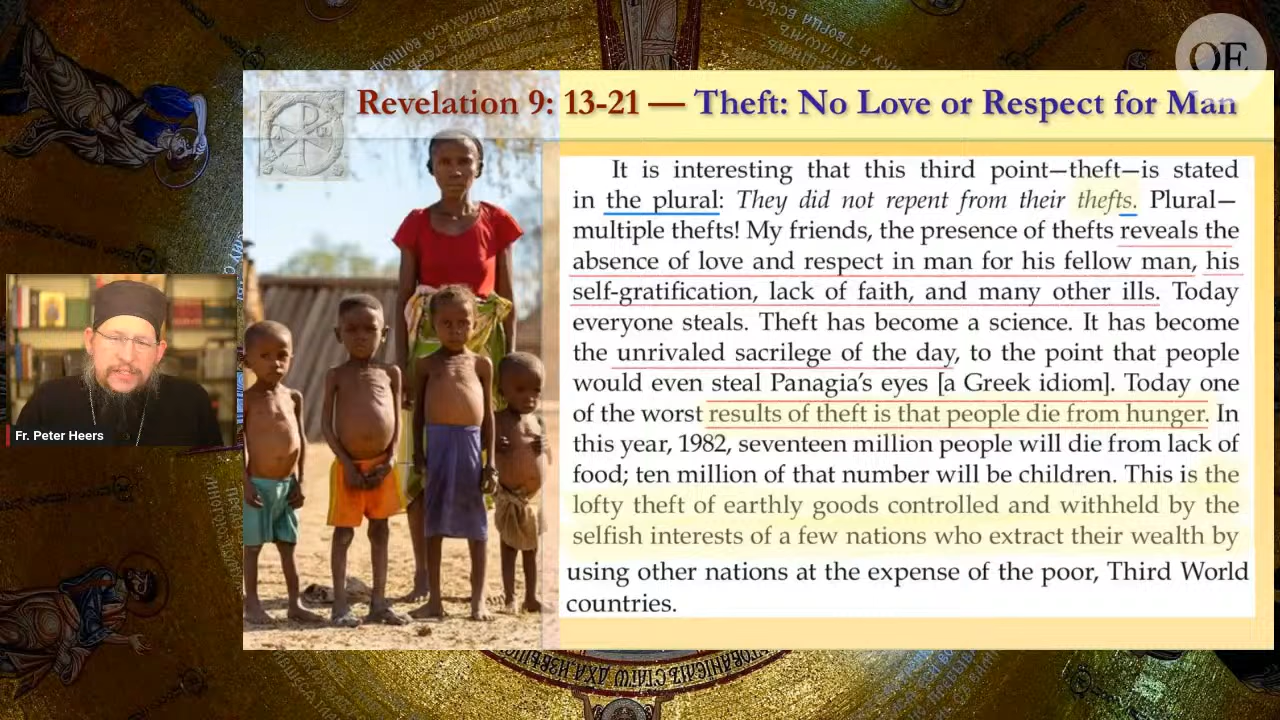 OE
Revelation 9: 13-21 — Theft: No Love or Respect for Man
It is interesting that this third point—theft—is stated
in the plural: They did not repent from their thefts. Plural—
multiple thefts! My friends, the presence of thefts reveals the
absence of love and respect in man for his fellow man, his
self-gratification, lack of faith, and many other ills. Today
everyone steals. Theft has become a science. It has become
the unrivaled sacrilege of the day, to the point that people
would even steal Panagia’s eyes [a Greek idiom]. Today one
of the worst results of theft is that people die from hunger. In
this year, 1982, seventeen million people will die from lack of
food; ten million of that number will be children. This is the
lofty theft of earthly goods controlled and withheld by the
selfish interests of a few nations who extract their wealth by
using other nations at the expense of the poor, Third World
countries.
Fr. Peter Heers